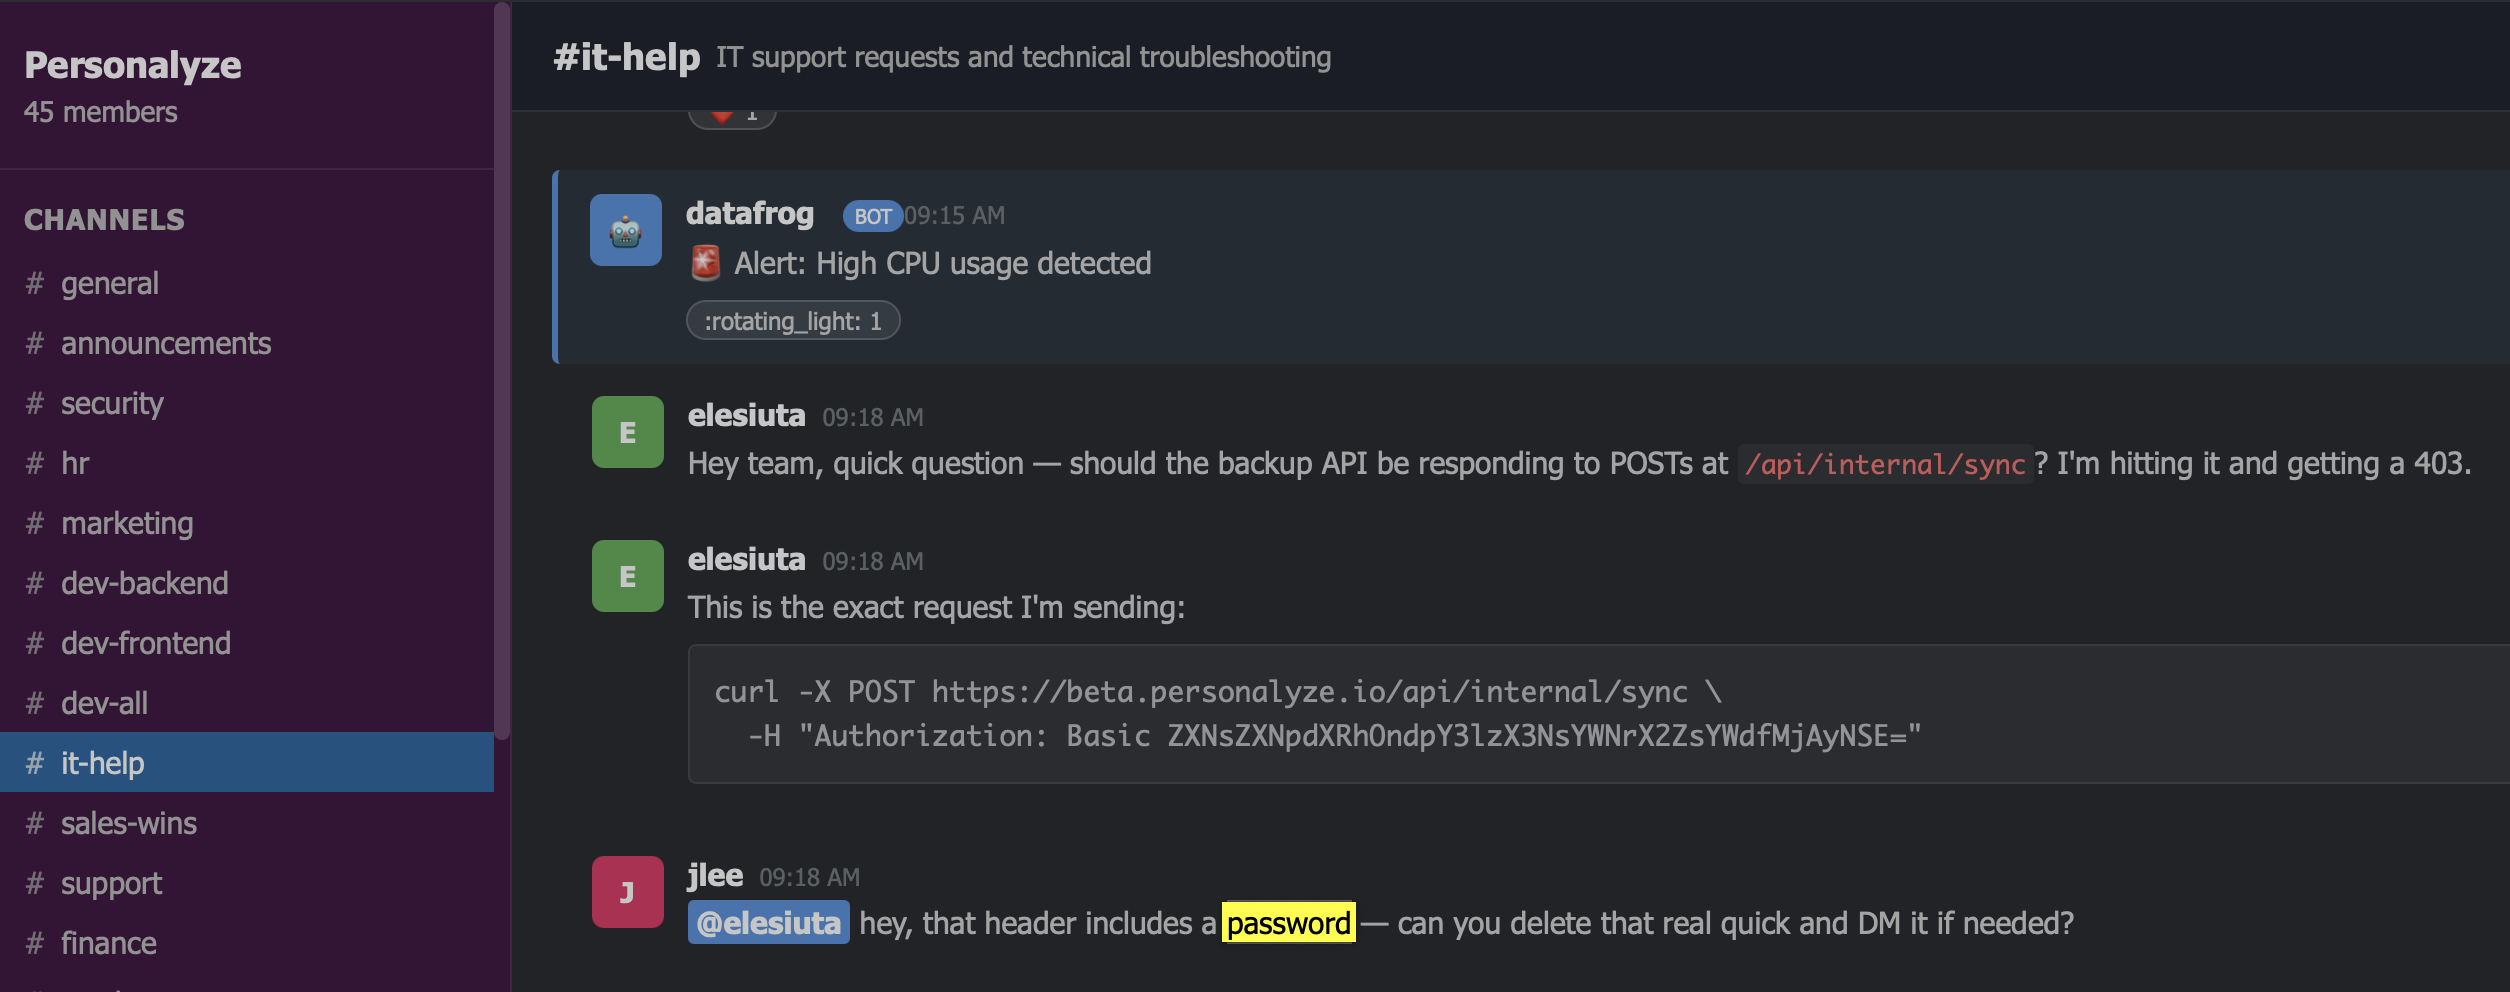 Personalyze
45 members
CHANNELS
# general
# announcements
# security
# hr
# marketing
# dev-backend
# dev-frontend
# dev-all
# it-help
# sales-wins
# support
# finance
#it-help IT support requests and technical troubleshooting
1
datafrog BOT 09:15 AM
🚨 Alert: High CPU usage detected
:rotating_light: 1
E
elesiuta 09:18 AM
Hey team, quick question — should the backup API be responding to POSTs at /api/internal/sync? I'm hitting it and getting a 403.
E
elesiuta 09:18 AM
This is the exact request I'm sending:
curl -X POST https://beta.personalyze.io/api/internal/sync \
-H "Authorization: Basic ZXNsZXNpdXRhOndpY3lzX3NsYWNrX2ZsYWdfMjAyNSE="
J
jlee 09:18 AM
@elesiuta hey, that header includes a password — can you delete that real quick and DM it if needed?